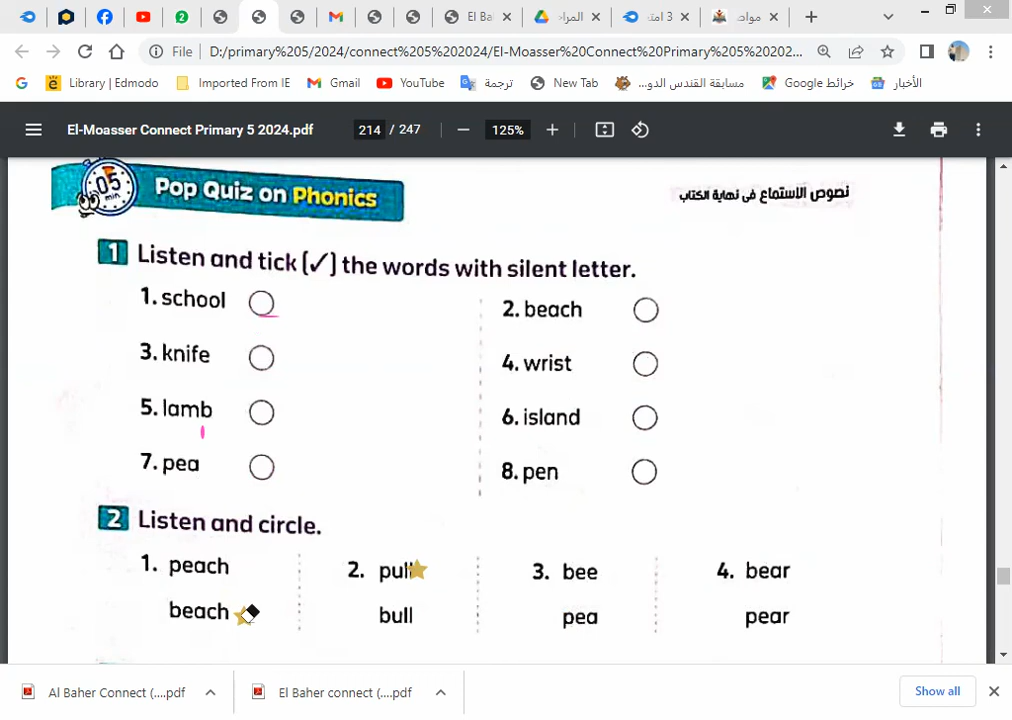 El Ba
المراء
3 امتـ
مواصـ
File D:/primary%205/2024/connect%205%202024/El-Moasser%20Connect%20Primary%205%20202...
Library | Edmodo Imported From IE Gmail YouTube ترجمة New Tab مسابقة القندس الدو... خرائط Google الأخبار
El-Moasser Connect Primary 5 2024.pdf 214 / 247 125%
05 min Pop Quiz on Phonics نصوص الاستماع فى نهاية الكتاب
1 Listen and tick (✓) the words with silent letter.
1. school 2. beach
3. knife 4. wrist
5. lamb 6. island
7. pea 8. pen
2 Listen and circle.
1. peach 2. pull 3. bee 4. bear
beach bull pea pear
Al Baher Connect (....pdf El Baher connect (....pdf Show all